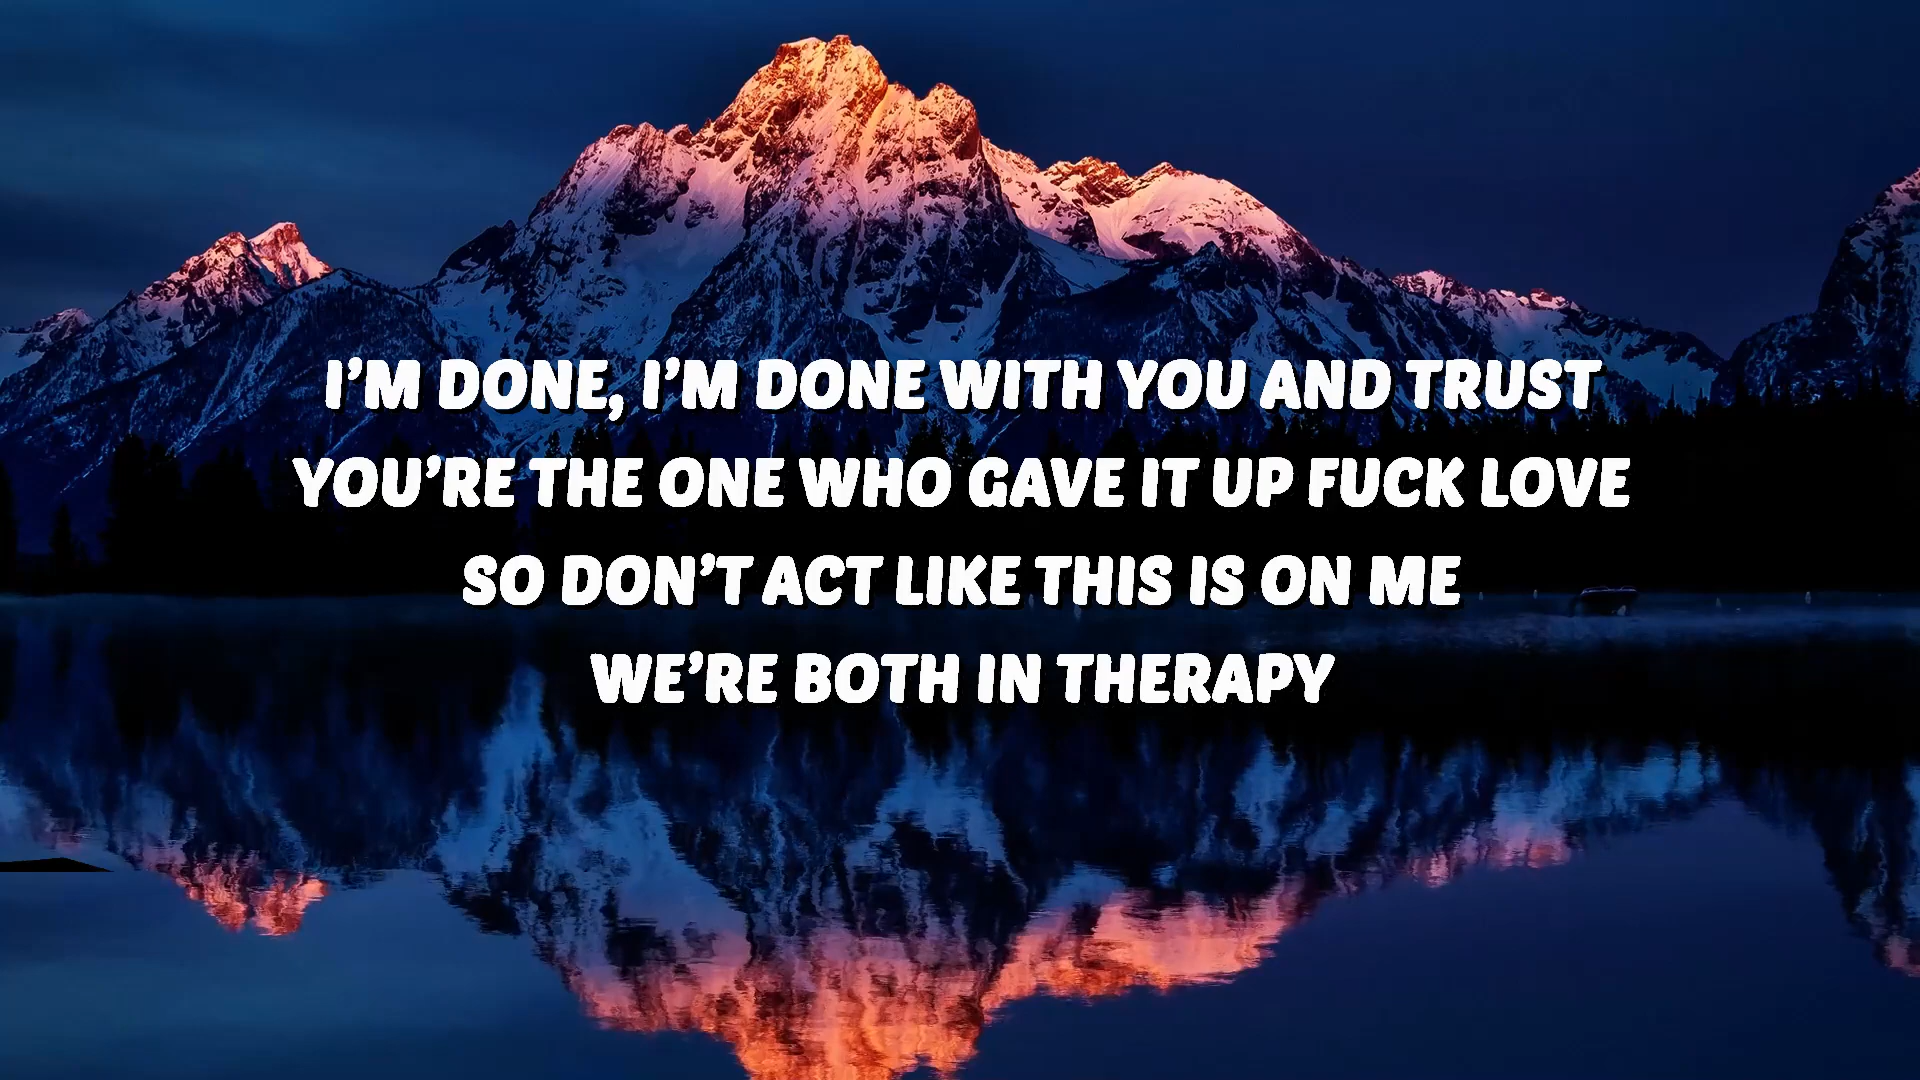 I'M DONE, I'M DONE WITH YOU AND TRUST
YOU'RE THE ONE WHO GAVE IT UP FUCK LOVE
SO DON'T ACT LIKE THIS IS ON ME
WE'RE BOTH IN THERAPY